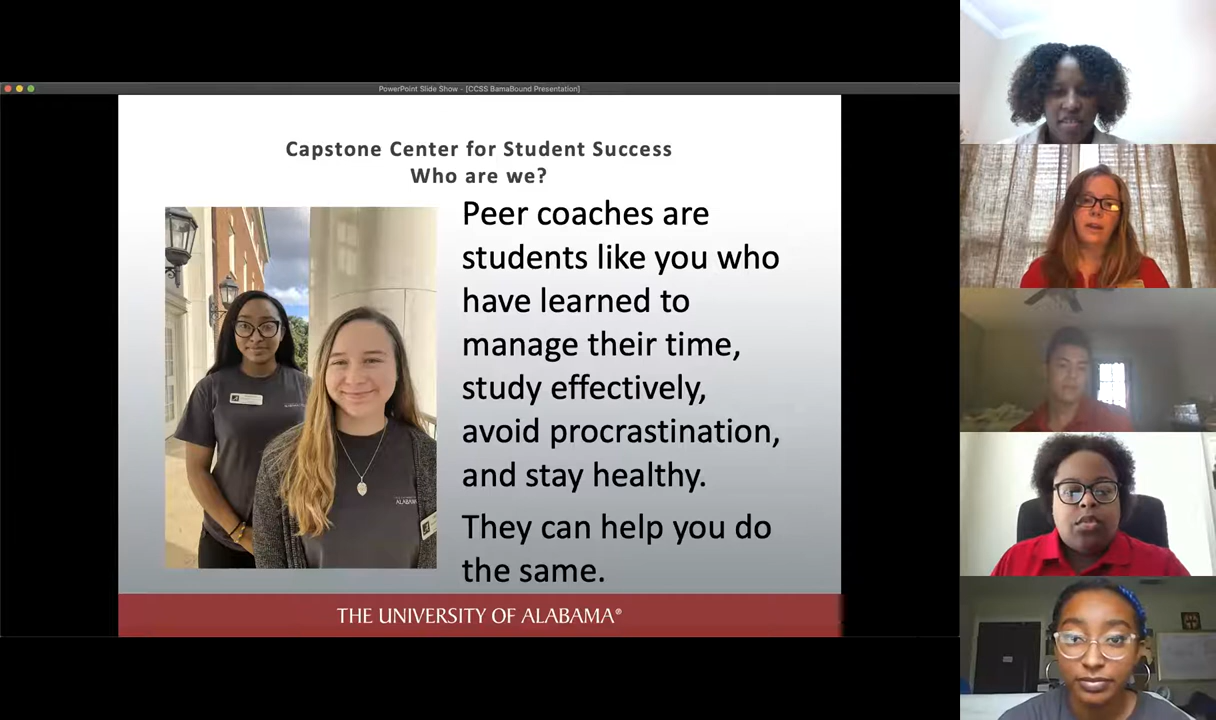 PowerPoint Slide Show - [CCSS BamaBound Presentation]
Capstone Center for Student Success
Who are we?
Peer coaches are
students like you who
have learned to
manage their time,
study effectively,
avoid procrastination,
and stay healthy.
They can help you do
the same.
ALABAMA
THE UNIVERSITY OF ALABAMA®